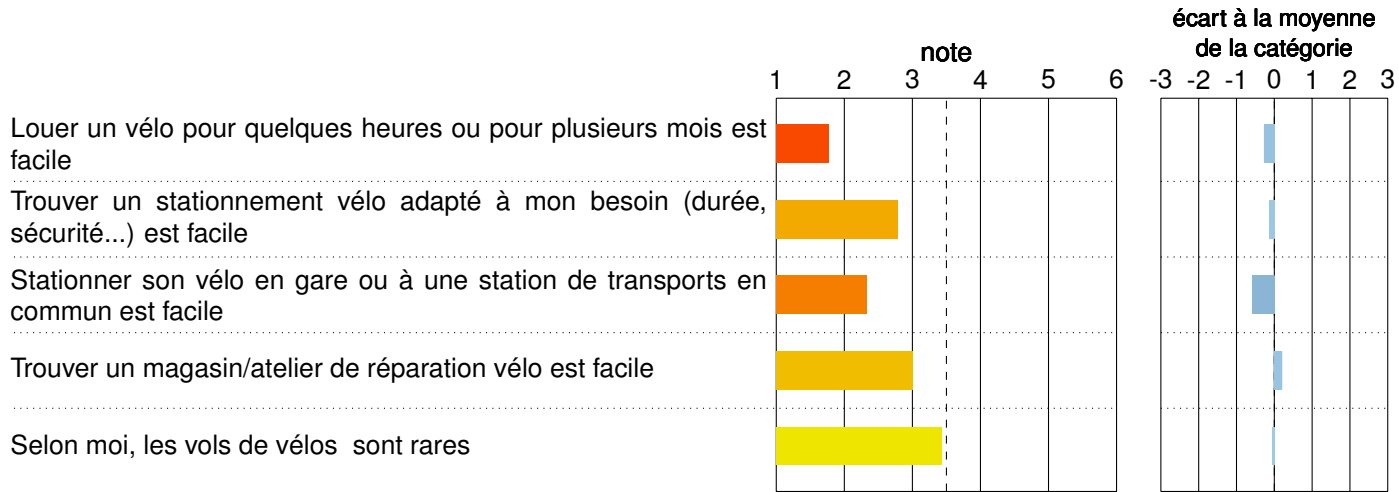 écart à la moyenne
de la catégorie
note
1 2 3 4 5 6
-3 -2 -1 0 1 2 3
Louer un vélo pour quelques heures ou pour plusieurs mois est
facile
Trouver un stationnement vélo adapté à mon besoin (durée,
sécurité...) est facile
Stationner son vélo en gare ou à une station de transports en
commun est facile
Trouver un magasin/atelier de réparation vélo est facile
Selon moi, les vols de vélos sont rares